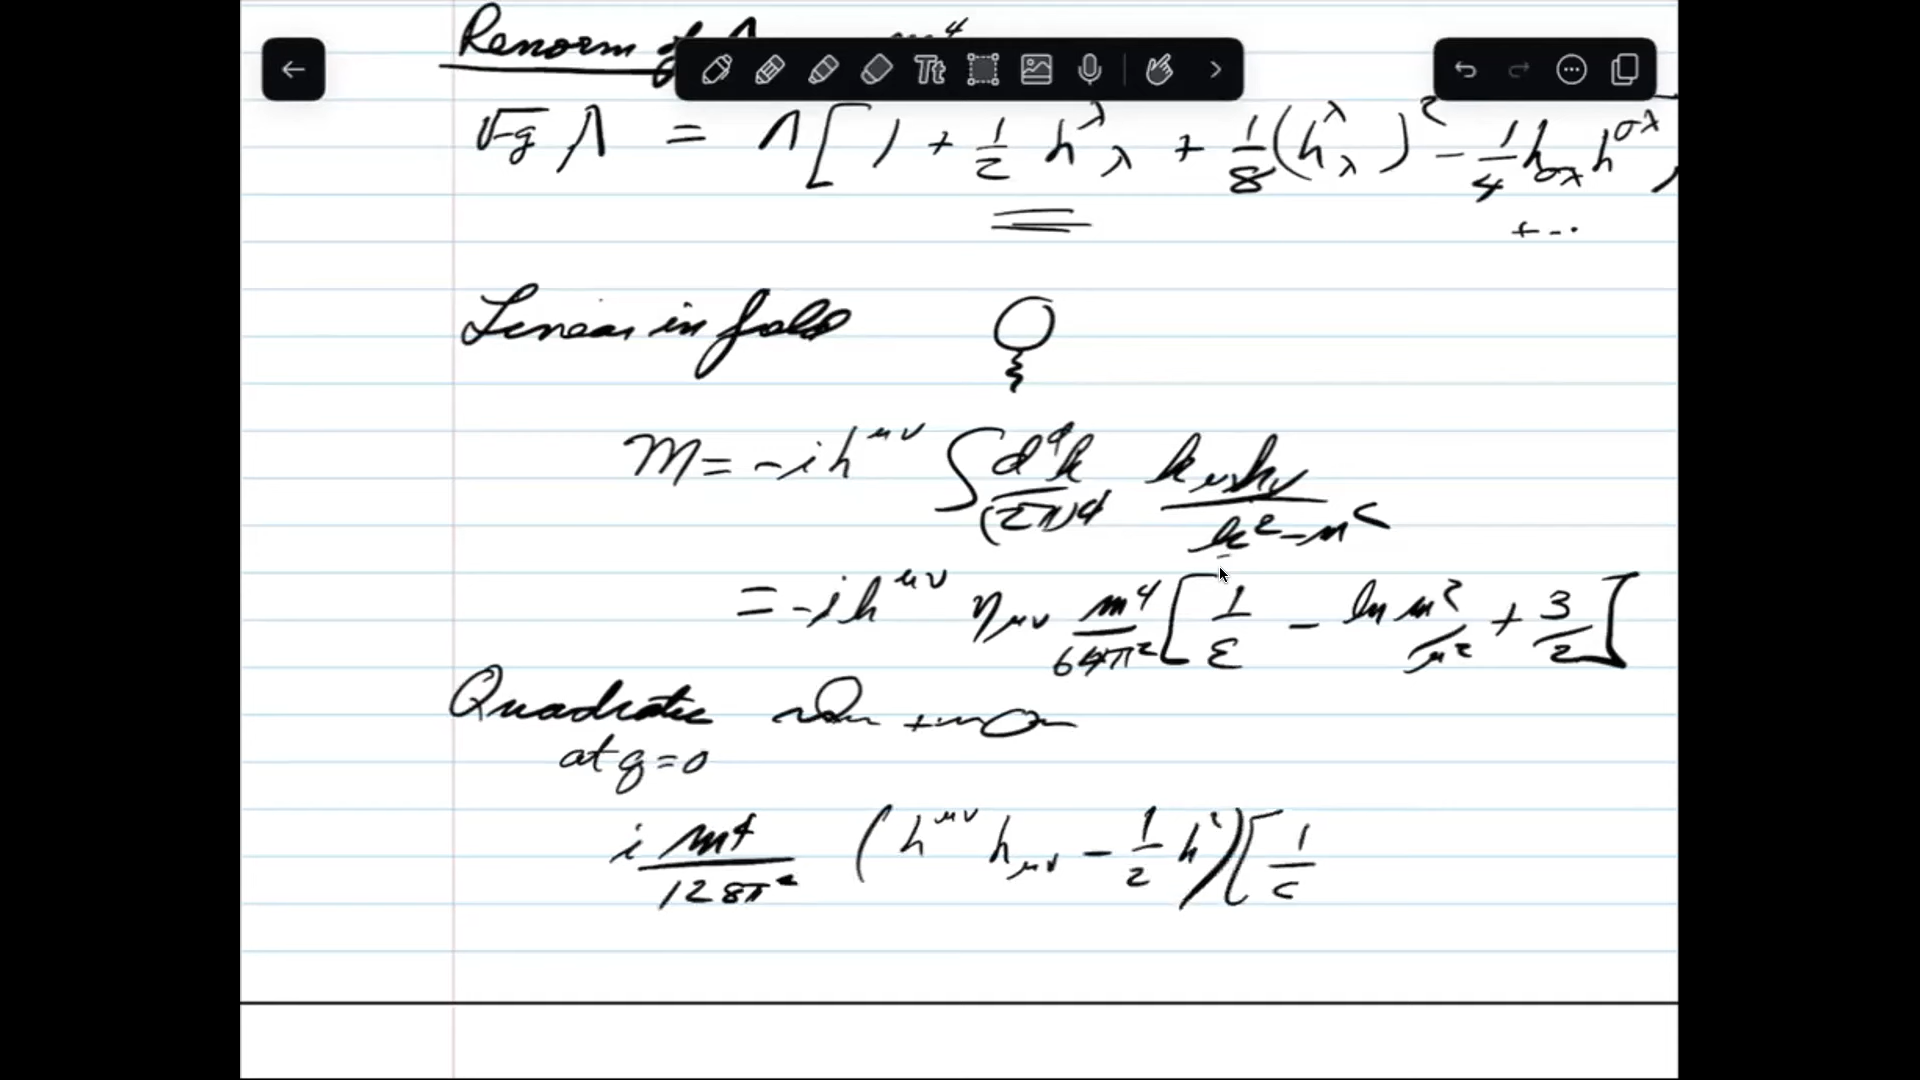 Renorm of Λ m⁴
√-g Λ = Λ[1 + 1/2 h^λ_λ + 1/8 (h^λ_λ)² - 1/4 h_σλ h^σλ
+ ...
Linear in field
M = -i h^μν ∫ d⁴k/(2π)⁴ k_μ k_ν/(k² - m²)
= -i h^μν η_μν m⁴/64π² [1/ε - ln m²/μ² + 3/2]
Quadratic +
at q = 0
i m⁴/128π² (h^μν h_μν - 1/2 h²)[1/ε
Tt